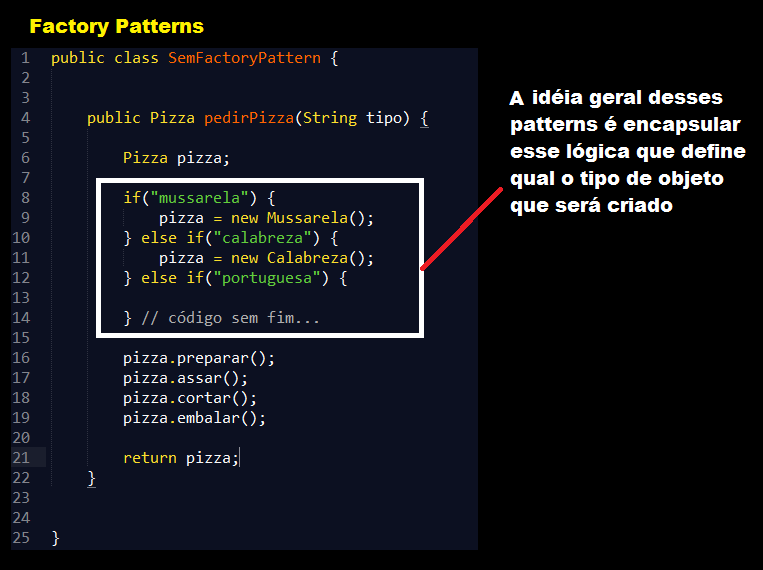 Factory Patterns
1 public class SemFactoryPattern {
2
3
4 public Pizza pedirPizza(String tipo) {
5
6 Pizza pizza;
7
8 if("mussarela") {
9 pizza = new Mussarela();
10 } else if("calabreza") {
11 pizza = new Calabreza();
12 } else if("portuguesa") {
13
14 } // código sem fim...
15
16 pizza.preparar();
17 pizza.assar();
18 pizza.cortar();
19 pizza.embalar();
20
21 return pizza;
22 }
23
24
25 }
A idéia geral desses
patterns é encapsular
esse lógica que define
qual o tipo de objeto
que será criado